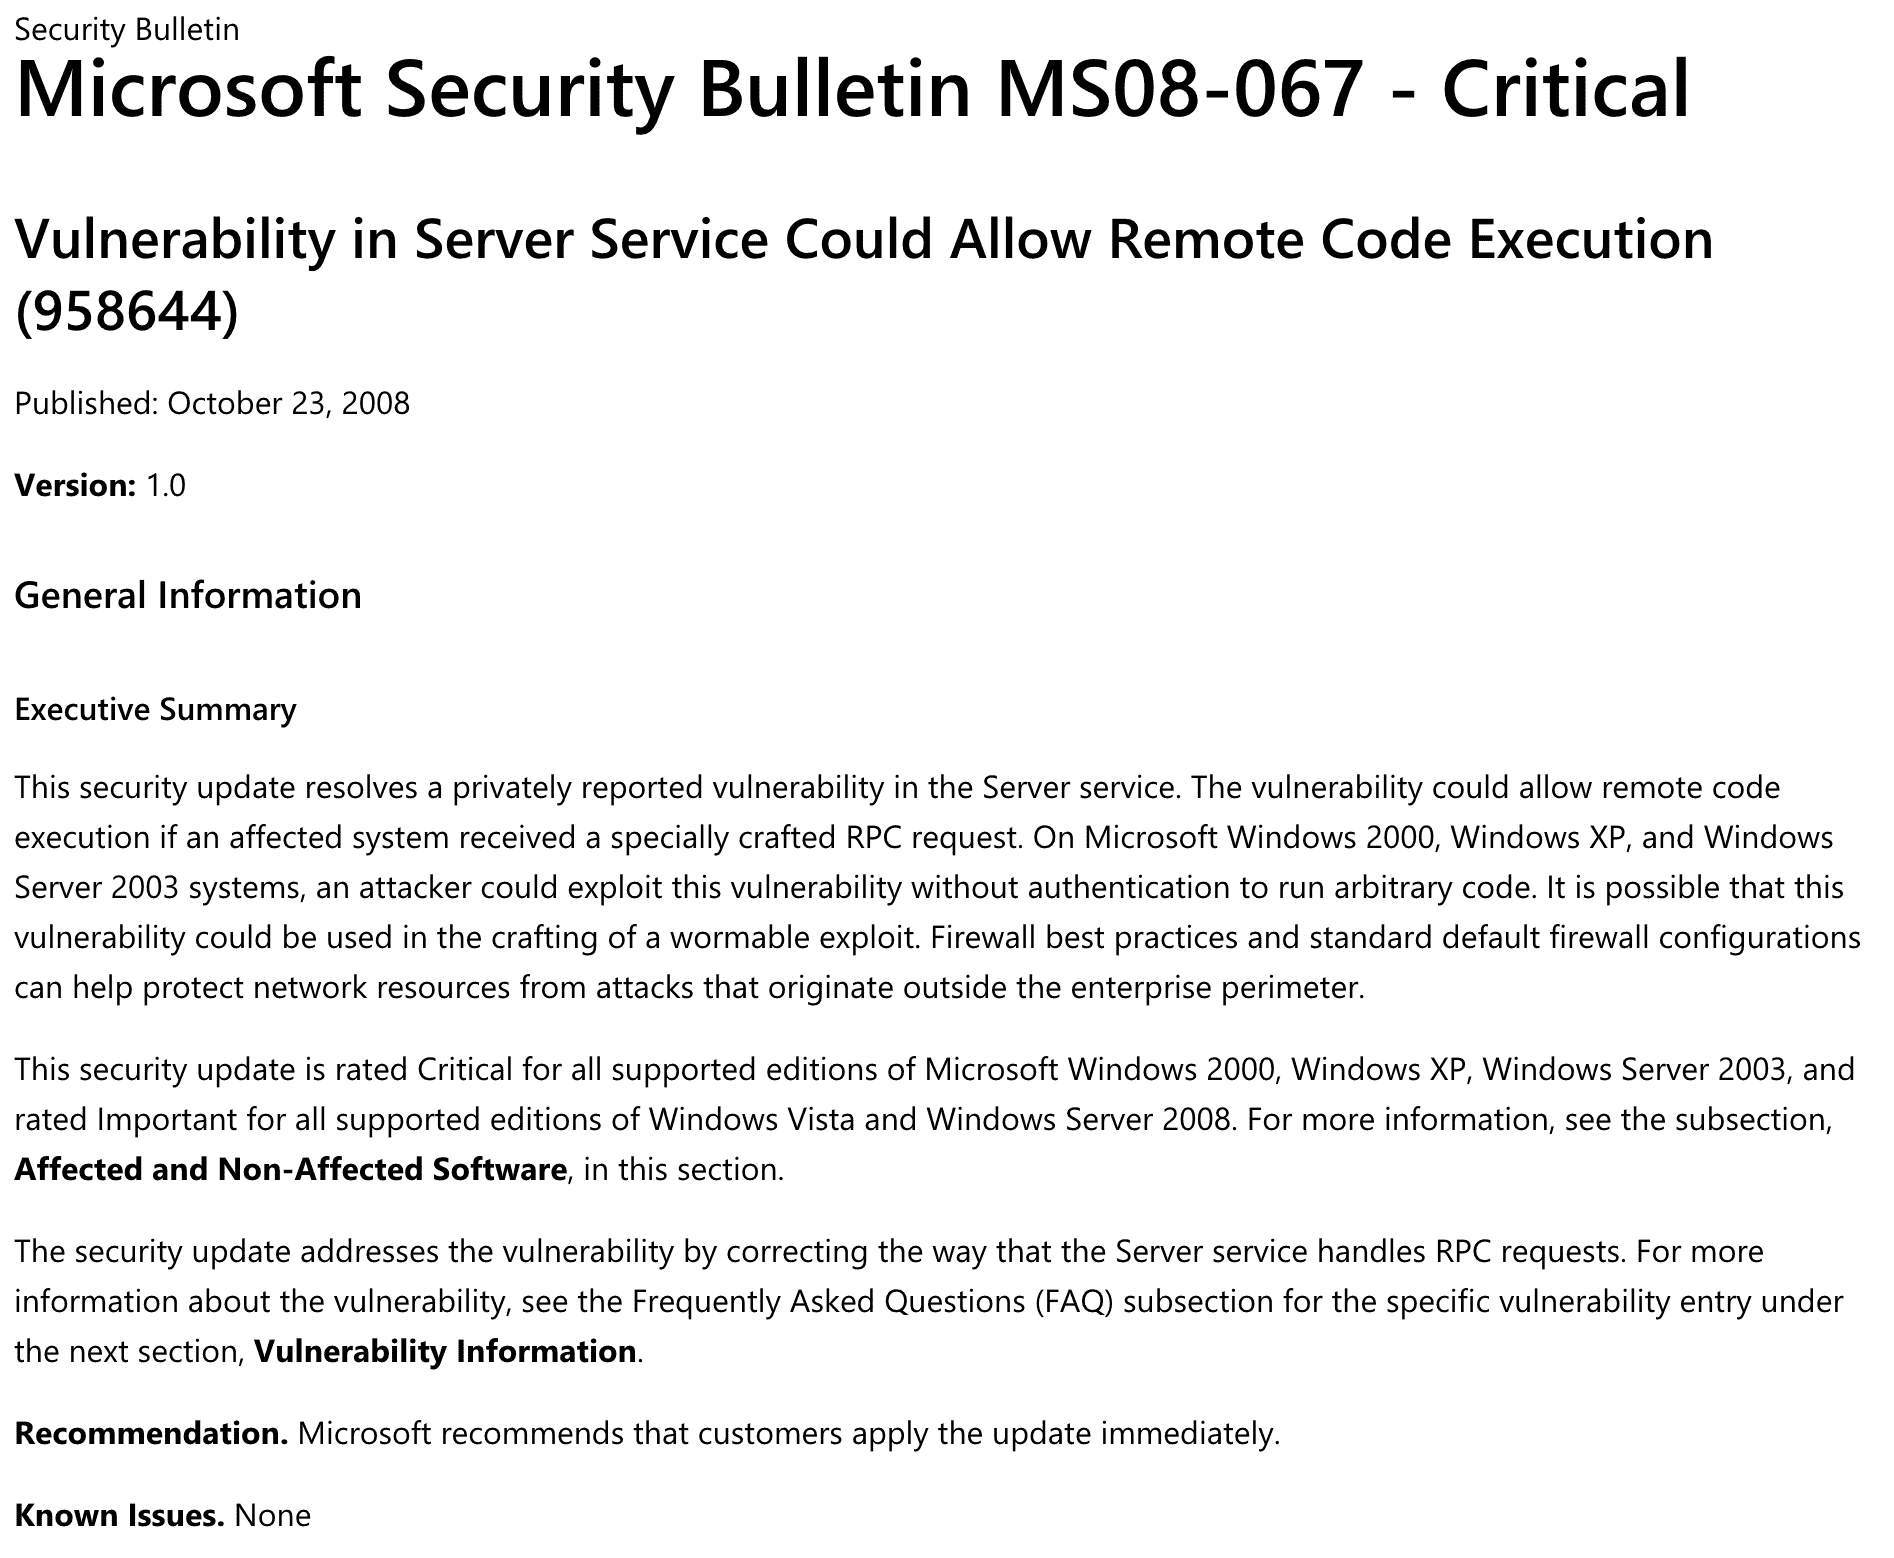 Security Bulletin
Microsoft Security Bulletin MS08-067 - Critical
Vulnerability in Server Service Could Allow Remote Code Execution
(958644)
Published: October 23, 2008
Version: 1.0
General Information
Executive Summary
This security update resolves a privately reported vulnerability in the Server service. The vulnerability could allow remote code
execution if an affected system received a specially crafted RPC request. On Microsoft Windows 2000, Windows XP, and Windows
Server 2003 systems, an attacker could exploit this vulnerability without authentication to run arbitrary code. It is possible that this
vulnerability could be used in the crafting of a wormable exploit. Firewall best practices and standard default firewall configurations
can help protect network resources from attacks that originate outside the enterprise perimeter.
This security update is rated Critical for all supported editions of Microsoft Windows 2000, Windows XP, Windows Server 2003, and
rated Important for all supported editions of Windows Vista and Windows Server 2008. For more information, see the subsection,
Affected and Non-Affected Software, in this section.
The security update addresses the vulnerability by correcting the way that the Server service handles RPC requests. For more
information about the vulnerability, see the Frequently Asked Questions (FAQ) subsection for the specific vulnerability entry under
the next section, Vulnerability Information.
Recommendation. Microsoft recommends that customers apply the update immediately.
Known Issues. None